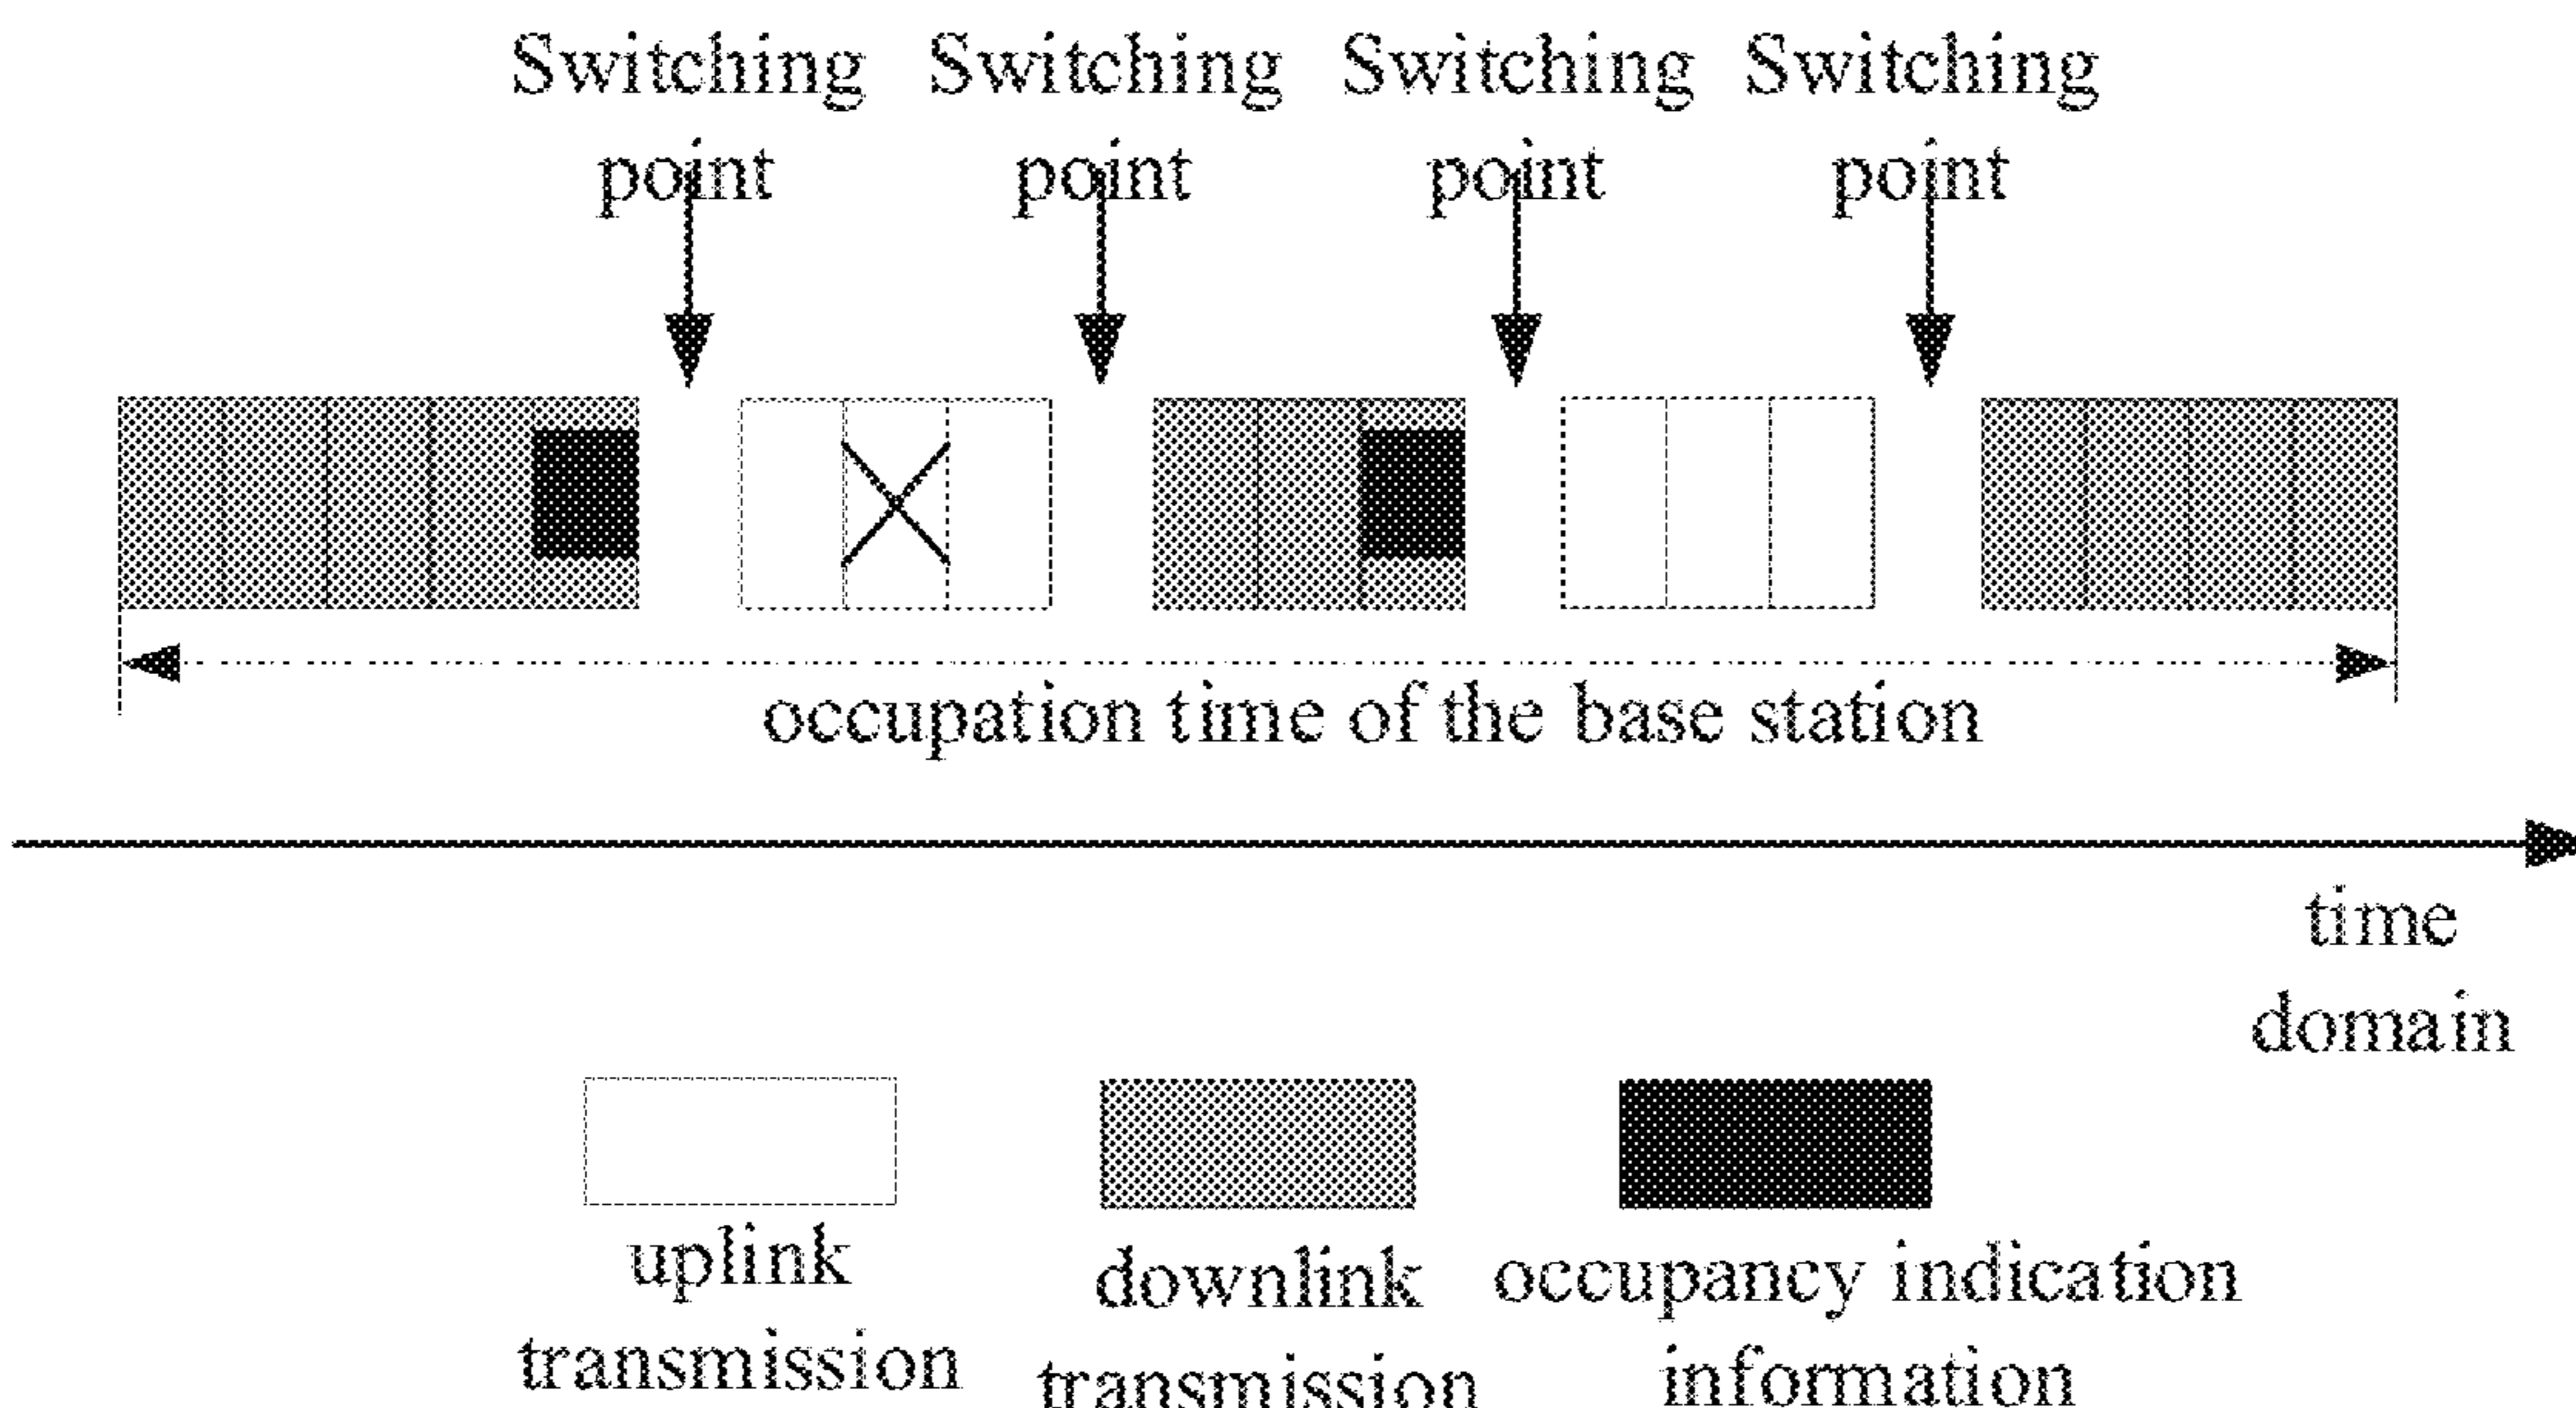 Switching Switching Switching Switching
point point point point
occupation time of the base station
time
domain
uplink
transmission
downlink
transmission
occupancy indication
information